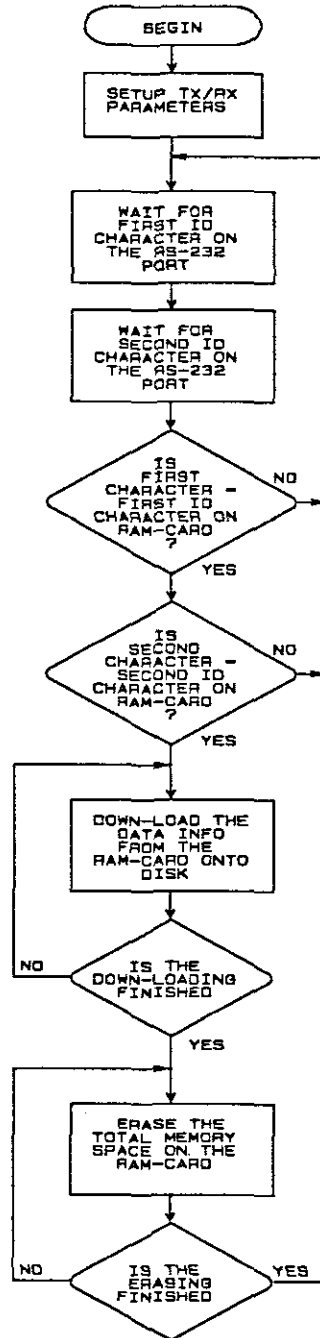 BEGIN
SETUP TX/RX
PARAMETERS
WAIT FOR
FIRST ID
CHARACTER ON
THE RS-232
PORT
WAIT FOR
SECOND ID
CHARACTER ON
THE RS-232
PORT
IS
FIRST
CHARACTER =
FIRST ID
CHARACTER ON
RAM-CARD
?
NO
YES
IS
SECOND
CHARACTER =
SECOND ID
CHARACTER ON
RAM-CARD
?
NO
YES
DOWN-LOAD THE
DATA INFO
FROM THE
RAM-CARD ONTO
DISK
IS THE
DOWN-LOADING
FINISHED
NO
YES
ERASE THE
TOTAL MEMORY
SPACE ON THE
RAM-CARD
NO
IS THE
ERASING
FINISHED
YES